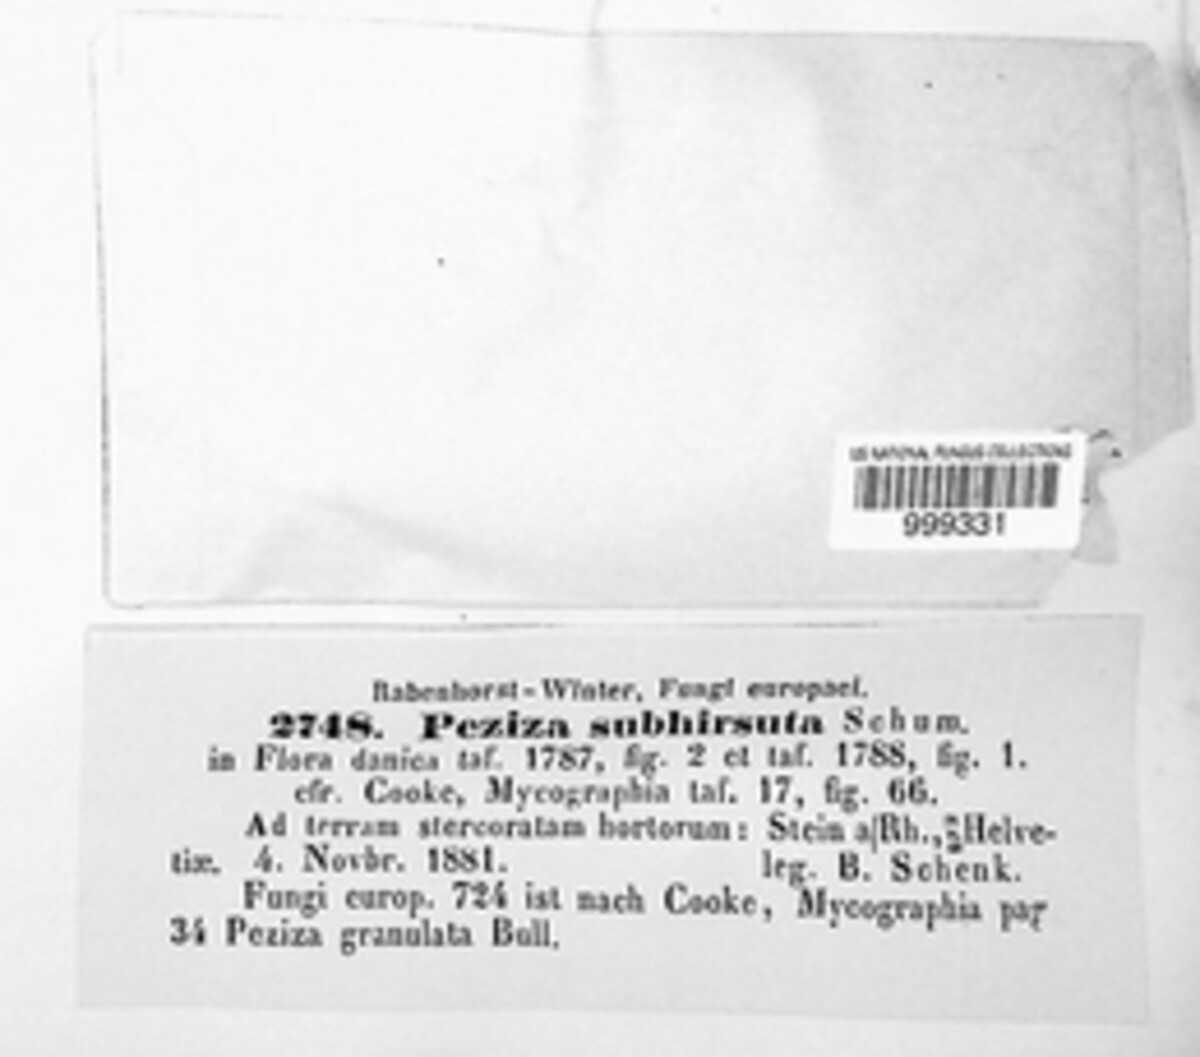 US NATIONAL FUNGUS COLLECTIONS
999331
Rabenhorst-Winter, Fungi europaei.
2748. Peziza subhirsuta Schum.
in Flora danica taf. 1787, fig. 2 et taf. 1788, fig. 1.
cfr. Cooke, Mycographia taf. 17, fig. 66.
Ad terram stercoratam hortorum: Stein a/Rh., Helve-
tiæ. 4. Novbr. 1881. leg. B. Schenk.
Fungi europ. 724 ist nach Cooke, Mycographia pag
34 Peziza granulata Bull.